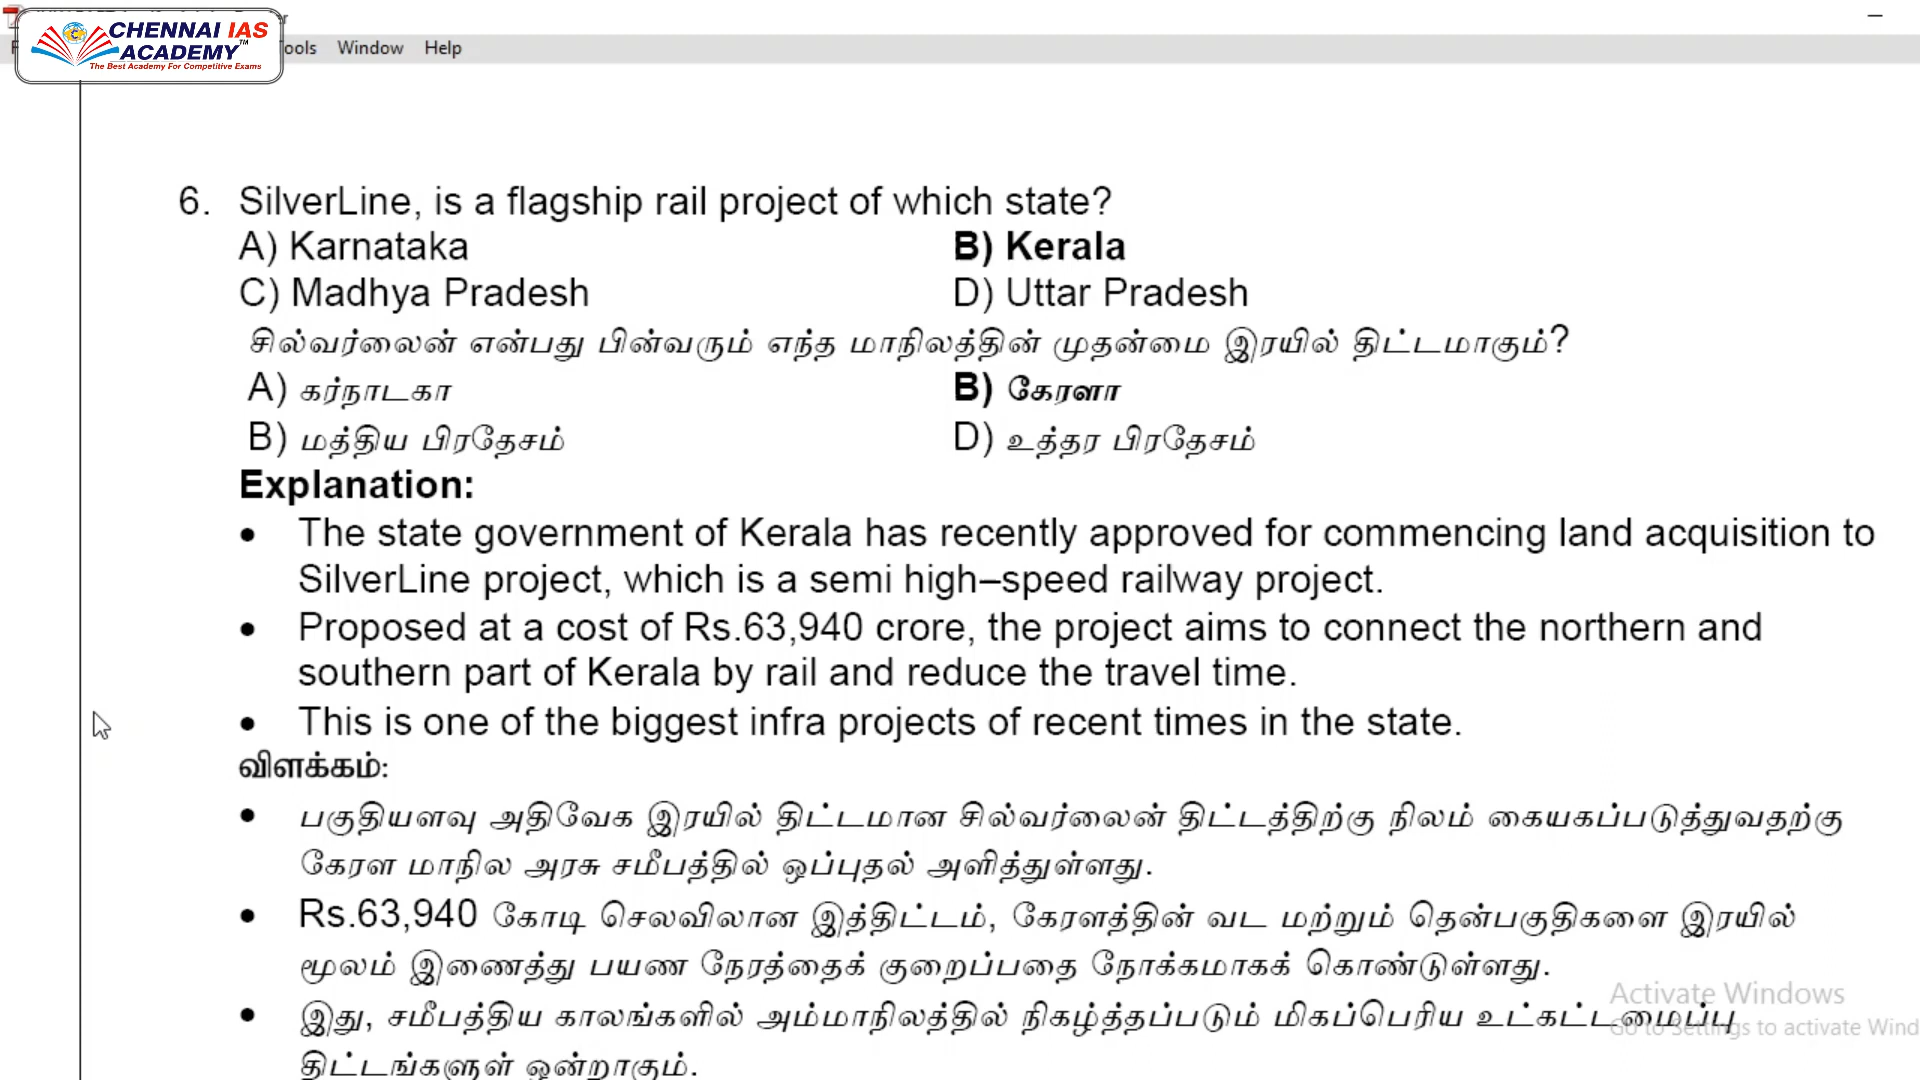 CHENNAI IAS
ACADEMY™
The Best Academy For Competitive Exams
Tools Window Help
6. SilverLine, is a flagship rail project of which state?
A) Karnataka B) Kerala
C) Madhya Pradesh D) Uttar Pradesh
சில்வர்லைன் என்பது பின்வரும் எந்த மாநிலத்தின் முதன்மை இரயில் திட்டமாகும்?
A) கர்நாடகா B) கேரளா
B) மத்திய பிரதேசம் D) உத்தர பிரதேசம்
Explanation:
• The state government of Kerala has recently approved for commencing land acquisition to
SilverLine project, which is a semi high–speed railway project.
• Proposed at a cost of Rs.63,940 crore, the project aims to connect the northern and
southern part of Kerala by rail and reduce the travel time.
• This is one of the biggest infra projects of recent times in the state.
விளக்கம்:
• பகுதியளவு அதிவேக இரயில் திட்டமான சில்வர்லைன் திட்டத்திற்கு நிலம் கையகப்படுத்துவதற்கு
கேரள மாநில அரசு சமீபத்தில் ஒப்புதல் அளித்துள்ளது.
• Rs.63,940 கோடி செலவிலான இத்திட்டம், கேரளத்தின் வட மற்றும் தென்பகுதிகளை இரயில்
மூலம் இணைத்து பயண நேரத்தைக் குறைப்பதை நோக்கமாகக் கொண்டுள்ளது.
• இது, சமீபத்திய காலங்களில் அம்மாநிலத்தில் நிகழ்த்தப்படும் மிகப்பெரிய உட்கட்டமைப்பு
திட்டங்களுள் ஒன்றாகும்.
Activate Windows
Go to Settings to activate Wind